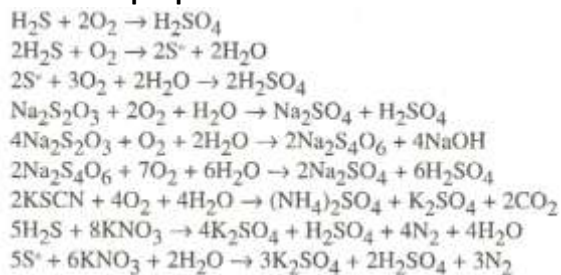 H₂S + 2O₂ → H₂SO₄
2H₂S + O₂ → 2S° + 2H₂O
2S° + 3O₂ + 2H₂O → 2H₂SO₄
Na₂S₂O₃ + 2O₂ + H₂O → Na₂SO₄ + H₂SO₄
4Na₂S₂O₃ + O₂ + 2H₂O → 2Na₂S₄O₆ + 4NaOH
2Na₂S₄O₆ + 7O₂ + 6H₂O → 2Na₂SO₄ + 6H₂SO₄
2KSCN + 4O₂ + 4H₂O → (NH₄)₂SO₄ + K₂SO₄ + 2CO₂
5H₂S + 8KNO₃ → 4K₂SO₄ + H₂SO₄ + 4N₂ + 4H₂O
5S° + 6KNO₃ + 2H₂O → 3K₂SO₄ + 2H₂SO₄ + 3N₂